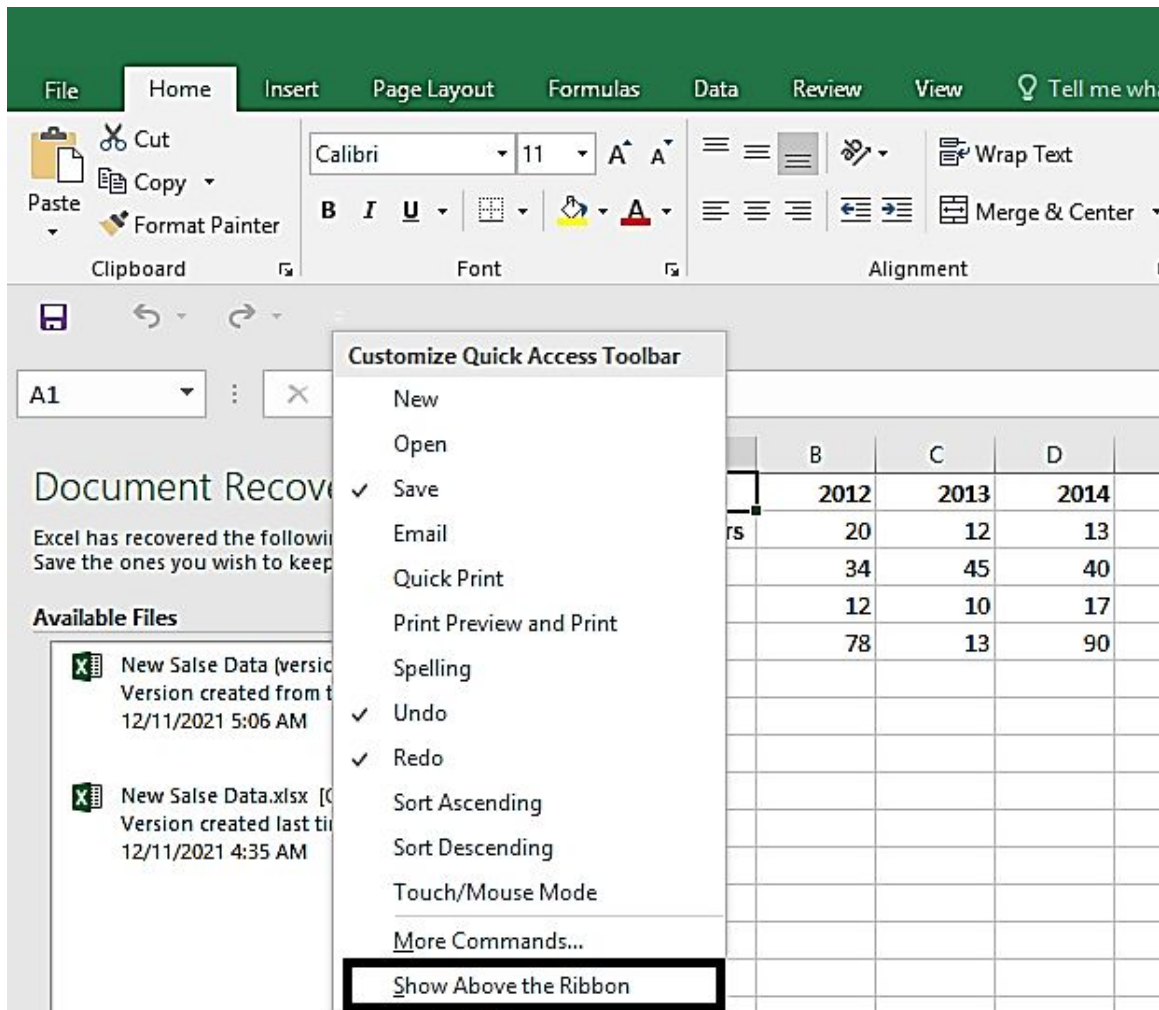 File Home Insert Page Layout Formulas Data Review View Tell me wha
Cut
Copy
Format Painter
Paste
Clipboard
Calibri 11 A A
B I U A
Font
Wrap Text
Merge & Center
Alignment
A1
Customize Quick Access Toolbar
New
Open
Save
Email
Quick Print
Print Preview and Print
Spelling
Undo
Redo
Sort Ascending
Sort Descending
Touch/Mouse Mode
More Commands...
Show Above the Ribbon
Document Recove
Excel has recovered the followi
Save the ones you wish to keep
Available Files
New Salse Data (versio
Version created from t
12/11/2021 5:06 AM
New Salse Data.xlsx [O
Version created last ti
12/11/2021 4:35 AM
B C D
2012 2013 2014
rs 20 12 13
34 45 40
12 10 17
78 13 90